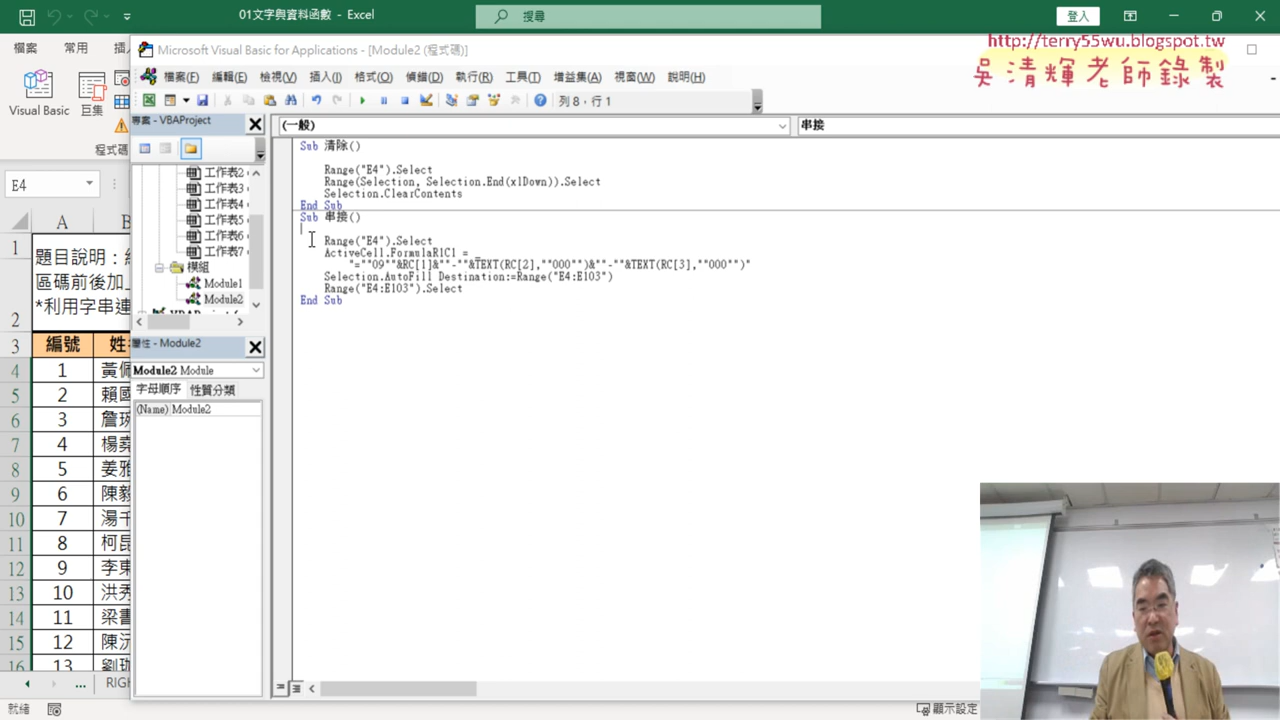 01文字與資料函數 - Excel
搜尋
登入
http://terry55wu.blogspot.tw
吳清輝老師錄製
檔案
常用
Visual Basic
巨集
程式碼
E4
Microsoft Visual Basic for Applications - [Module2 (程式碼)]
檔案(F) 編輯(E) 檢視(V) 插入(I) 格式(O) 偵錯(D) 執行(R) 工具(T) 增益集(A) 視窗(W) 說明(H)
列 8，行 1
專案 - VBAProject
工作表2
工作表3
工作表4
工作表5
工作表6
工作表7
模組
Module1
Module2
屬性 - Module2
Module2 Module
字母順序 性質分類
(Name) Module2
(一般)
串接
Sub 清除()
Range("E4").Select
Range(Selection, Selection.End(xlDown)).Select
Selection.ClearContents
End Sub
Sub 串接()
Range("E4").Select
ActiveCell.FormulaR1C1 = _
"=""09""&RC[1]&""-""&TEXT(RC[2],""000"")&""-""&TEXT(RC[3],""000"")"
Selection.AutoFill Destination:=Range("E4:E103")
Range("E4:E103").Select
End Sub
A
1
題目說明：
區碼前後加
*利用字串連
2
3 編號
4 1
5 2
6 3
7 4
8 5 姜
9 6 陳
10 7 湯
11 8 柯
12 9 李
13 10 洪
14 11 梁
15 12 陳
16 13 劉
...
RIGH
就緒
顯示設定